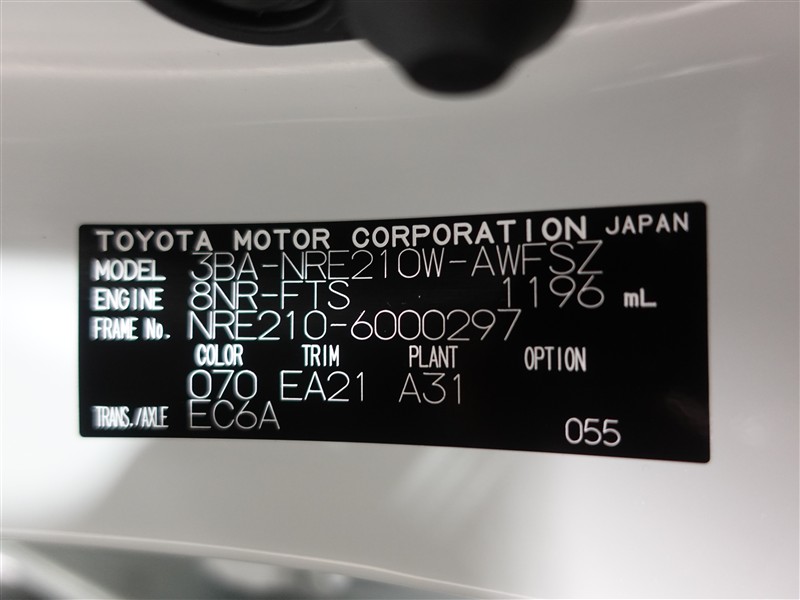 TOYOTA MOTOR CORPORATION JAPAN
MODEL 3BA-NRE210W-AWFSZ
ENGINE 8NR-FTS 1196 mL
FRAME No. NRE210-6000297
COLOR TRIM PLANT OPTION
070 EA21 A31
TRANS./AXLE EC6A
055